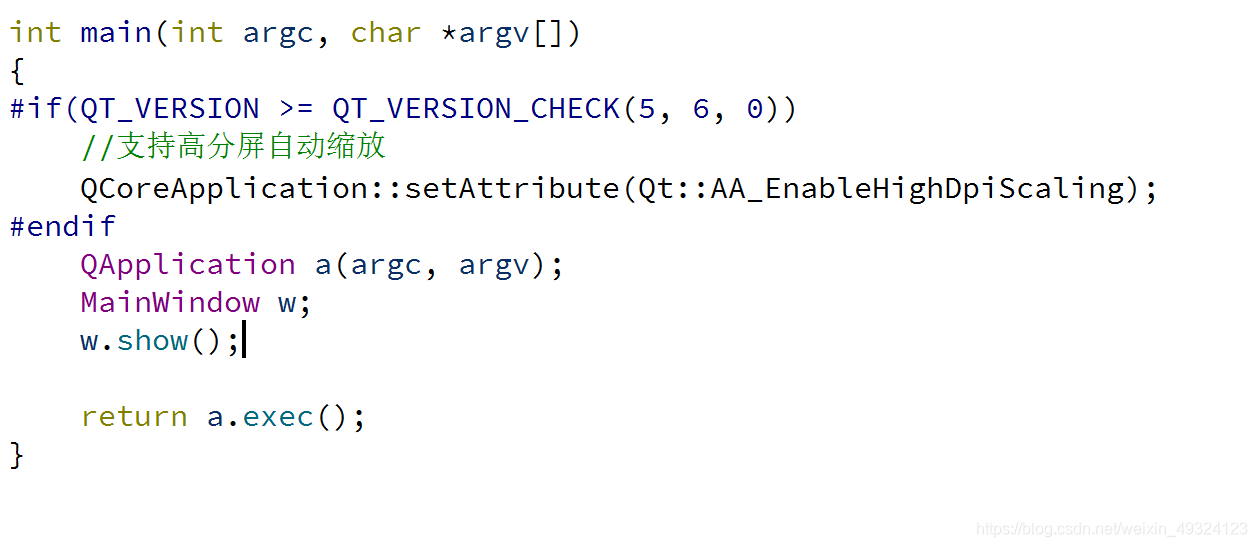 int main(int argc, char *argv[])
{
#if(QT_VERSION >= QT_VERSION_CHECK(5, 6, 0))
    //支持高分屏自动缩放
    QCoreApplication::setAttribute(Qt::AA_EnableHighDpiScaling);
#endif
    QApplication a(argc, argv);
    MainWindow w;
    w.show();
    return a.exec();
}
https://blog.csdn.net/weixin_49324123